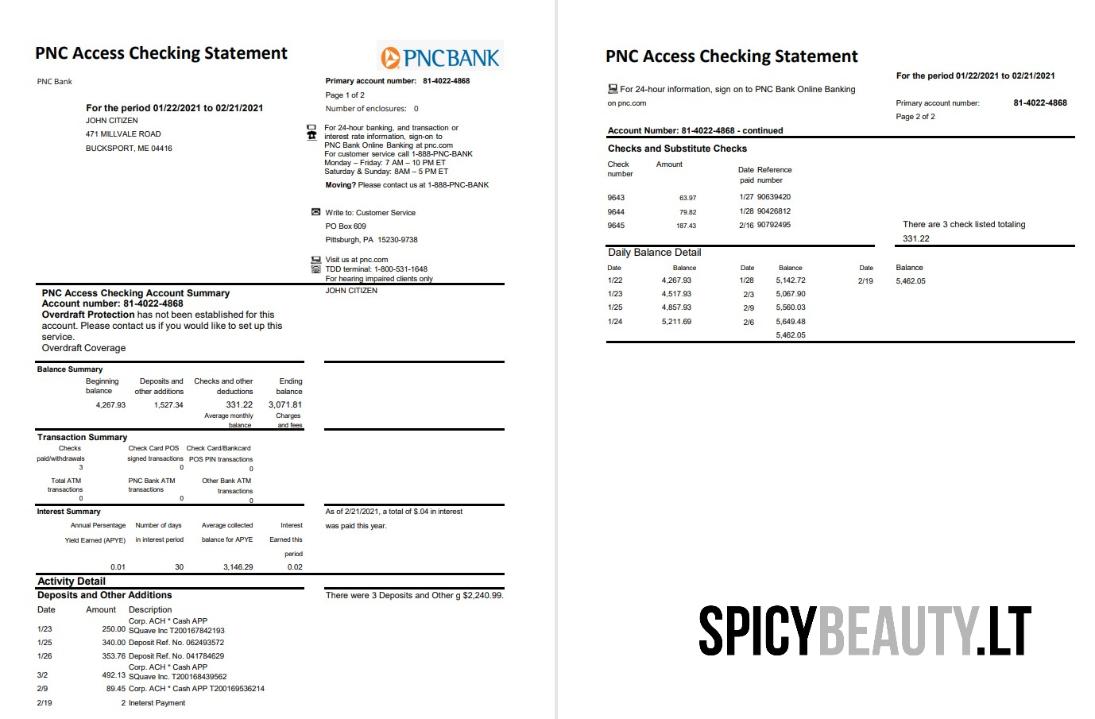 PNC Access Checking Statement
PNCBANK
PNC Bank
Primary account number: 81-4022-4868
Page 1 of 2
Number of enclosures: 0
For the period 01/22/2021 to 02/21/2021
JOHN CITIZEN
471 MILLVALE ROAD
BUCKSPORT, ME 04416
For 24-hour banking, and transaction or
interest rate information, sign-on to
PNC Bank Online Banking at pnc.com
For customer service call 1-888-PNC-BANK
Monday – Friday: 7 AM – 10 PM ET
Saturday & Sunday: 8AM – 5 PM ET
Moving? Please contact us at 1-888-PNC-BANK
Write to: Customer Service
PO Box 609
Pittsburgh, PA 15230-9738
Visit us at pnc.com
TDD terminal: 1-800-531-1648
For hearing impaired clients only
JOHN CITIZEN
PNC Access Checking Account Summary
Account number: 81-4022-4868
Overdraft Protection has not been established for this
account. Please contact us if you would like to set up this
service.
Overdraft Coverage
Balance Summary
Beginning Deposits and Checks and other Ending
balance other additions deductions balance
4,267.93 1,527.34 331.22 3,071.81
Average monthly Charges
balance and fees
Transaction Summary
Checks Check Card POS Check Card/Bankcard
paid/withdrawals signed transactions POS PIN transactions
3 0 0
Total ATM PNC Bank ATM Other Bank ATM
transactions transactions transactions
0 0 0
Interest Summary
As of 2/21/2021, a total of $.04 in interest
was paid this year.
Annual Persentage Number of days Average collected Interest
Yield Earned (APYE) in interest period balance for APYE Earned this
period
0.01 30 3,146.29 0.02
Activity Detail
Deposits and Other Additions
There were 3 Deposits and Other g $2,240.99.
Date Amount Description
Corp. ACH * Cash APP
1/23 250.00 SQuave Inc T200167842193
1/25 340.00 Deposit Ref. No. 062493572
1/26 353.76 Deposit Ref. No. 041784629
Corp. ACH * Cash APP
3/2 492.13 SQuave Inc. T200168439562
2/9 89.45 Corp. ACH * Cash APP T200169536214
2/19 2 Ineterst Payment
PNC Access Checking Statement
For the period 01/22/2021 to 02/21/2021
For 24-hour information, sign on to PNC Bank Online Banking
on pnc.com
Primary account number: 81-4022-4868
Page 2 of 2
Account Number: 81-4022-4868 - continued
Checks and Substitute Checks
Check Amount Date Reference
number paid number
9643 63.97 1/27 90639420
9644 79.82 1/28 90426812
9645 187.43 2/16 90792495
There are 3 check listed totaling
331.22
Daily Balance Detail
Date Balance Date Balance Date Balance
1/22 4,267.93 1/28 5,142.72 2/19 5,462.05
1/23 4,517.93 2/3 5,067.90
1/25 4,857.93 2/9 5,560.03
1/24 5,211.69 2/6 5,649.48
5,462.05
SPICYBEAUTY.LT